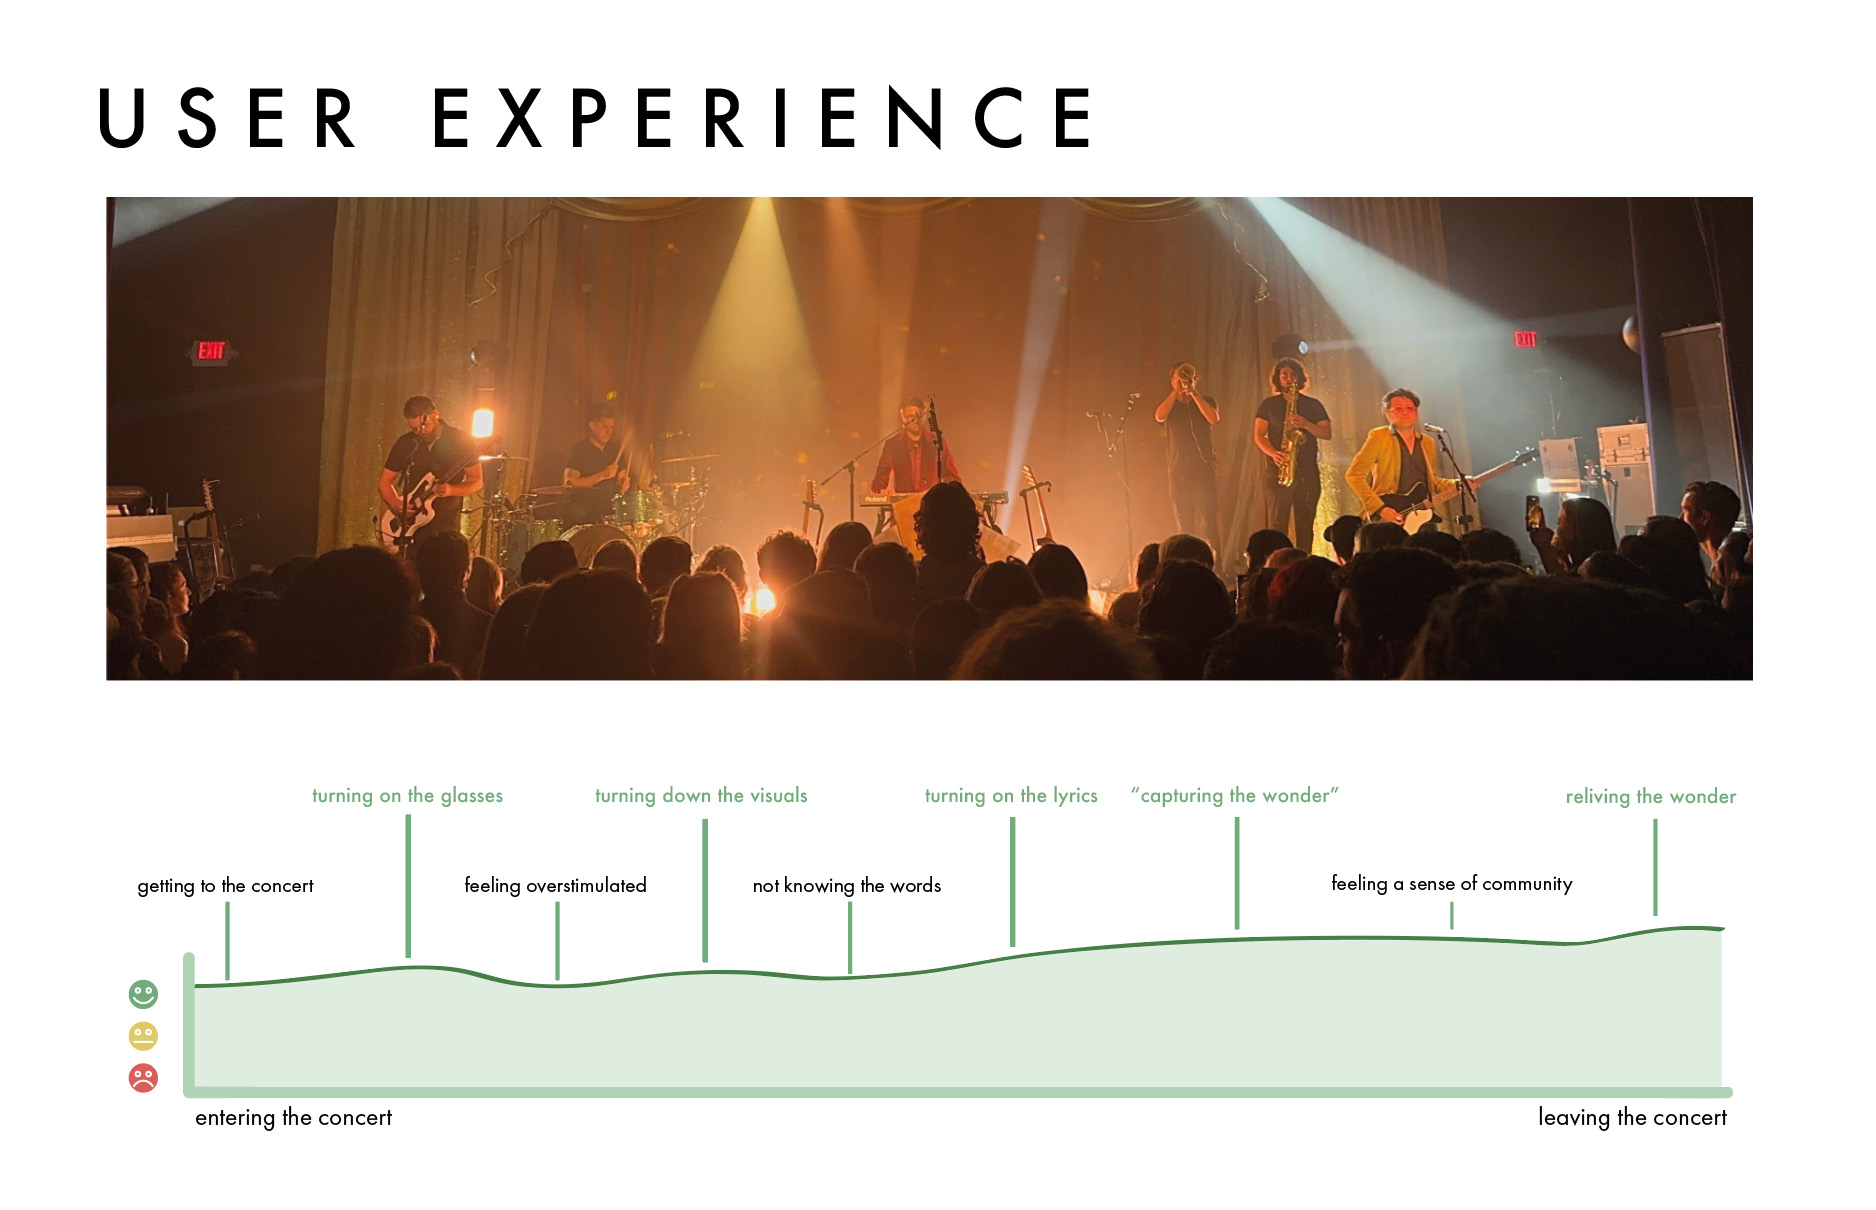 USER EXPERIENCE
EXIT
EXIT
Roland
turning on the glasses
turning down the visuals
turning on the lyrics
“capturing the wonder”
reliving the wonder
getting to the concert
feeling overstimulated
not knowing the words
feeling a sense of community
entering the concert
leaving the concert